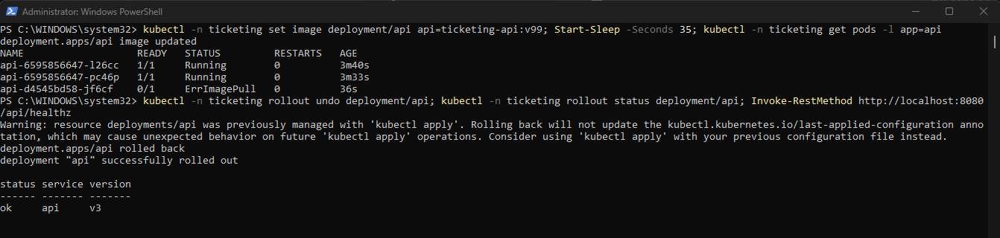 Administrator: Windows PowerShell
PS C:\WINDOWS\system32> kubectl -n ticketing set image deployment/api api=ticketing-api:v99; Start-Sleep -Seconds 35; kubectl -n ticketing get pods -l app=api
deployment.apps/api image updated
NAME                   READY   STATUS         RESTARTS   AGE
api-6595856647-l26cc   1/1     Running        0          3m40s
api-6595856647-pc46p   1/1     Running        0          3m33s
api-d4545bd58-jf6cf    0/1     ErrImagePull   0          36s
PS C:\WINDOWS\system32> kubectl -n ticketing rollout undo deployment/api; kubectl -n ticketing rollout status deployment/api; Invoke-RestMethod http://localhost:8080
/api/healthz
Warning: resource deployments/api was previously managed with 'kubectl apply'. Rolling back will not update the kubectl.kubernetes.io/last-applied-configuration anno
tation, which may cause unexpected behavior on future 'kubectl apply' operations. Consider using 'kubectl apply' with your previous configuration file instead.
deployment.apps/api rolled back
deployment "api" successfully rolled out
status service version
------ ------- -------
ok     api     v3